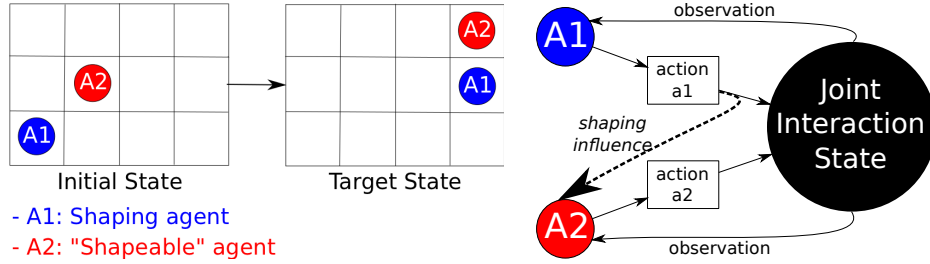 A2
A1
Initial State
A2
A1
Target State
- A1: Shaping agent
- A2: "Shapeable" agent
observation
A1
action
a1
shaping
influence
action
a2
A2
observation
Joint
Interaction
State